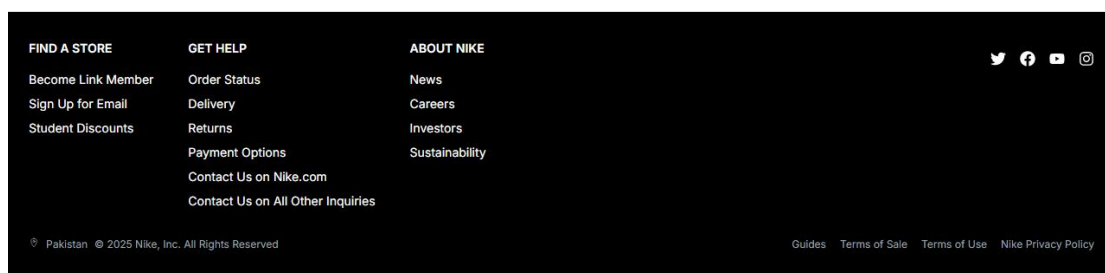 FIND A STORE
Become Link Member
Sign Up for Email
Student Discounts
GET HELP
Order Status
Delivery
Returns
Payment Options
Contact Us on Nike.com
Contact Us on All Other Inquiries
ABOUT NIKE
News
Careers
Investors
Sustainability
Pakistan © 2025 Nike, Inc. All Rights Reserved
Guides Terms of Sale Terms of Use Nike Privacy Policy